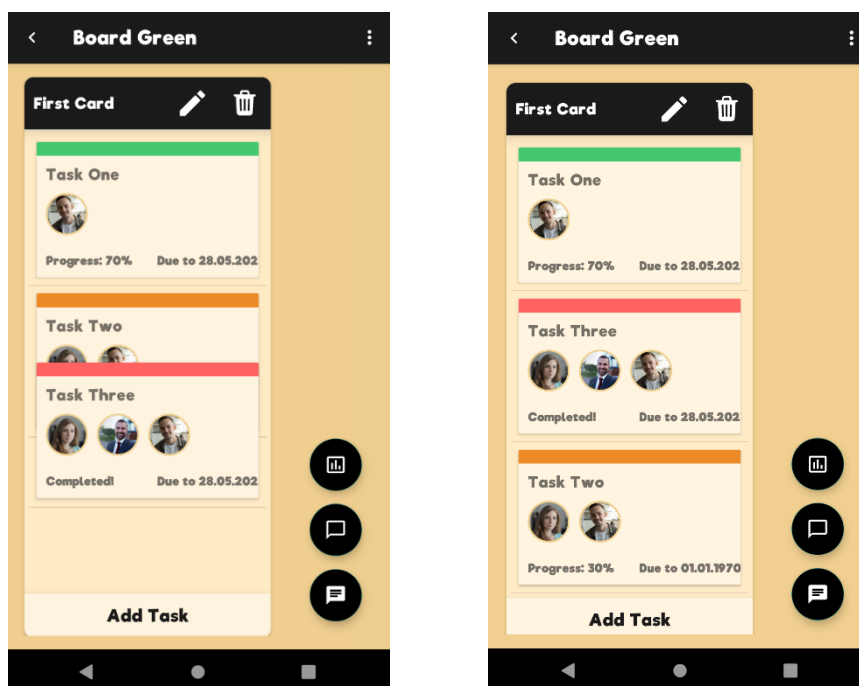 Board Green
First Card
Task One
Progress: 70% Due to 28.05.202
Task Two
Task Three
Completed! Due to 28.05.202
Add Task
Board Green
First Card
Task One
Progress: 70% Due to 28.05.202
Task Three
Completed! Due to 28.05.202
Task Two
Progress: 30% Due to 01.01.1970
Add Task